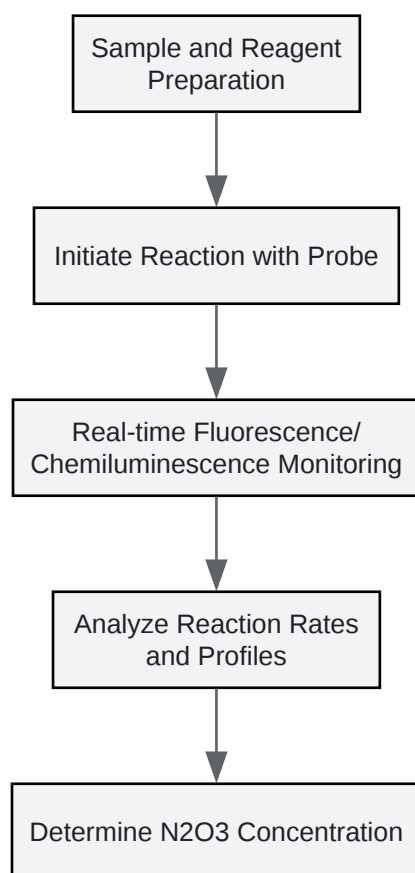 Sample and Reagent
Preparation
Initiate Reaction with Probe
Real-time Fluorescence/
Chemiluminescence Monitoring
Analyze Reaction Rates
and Profiles
Determine N2O3 Concentration